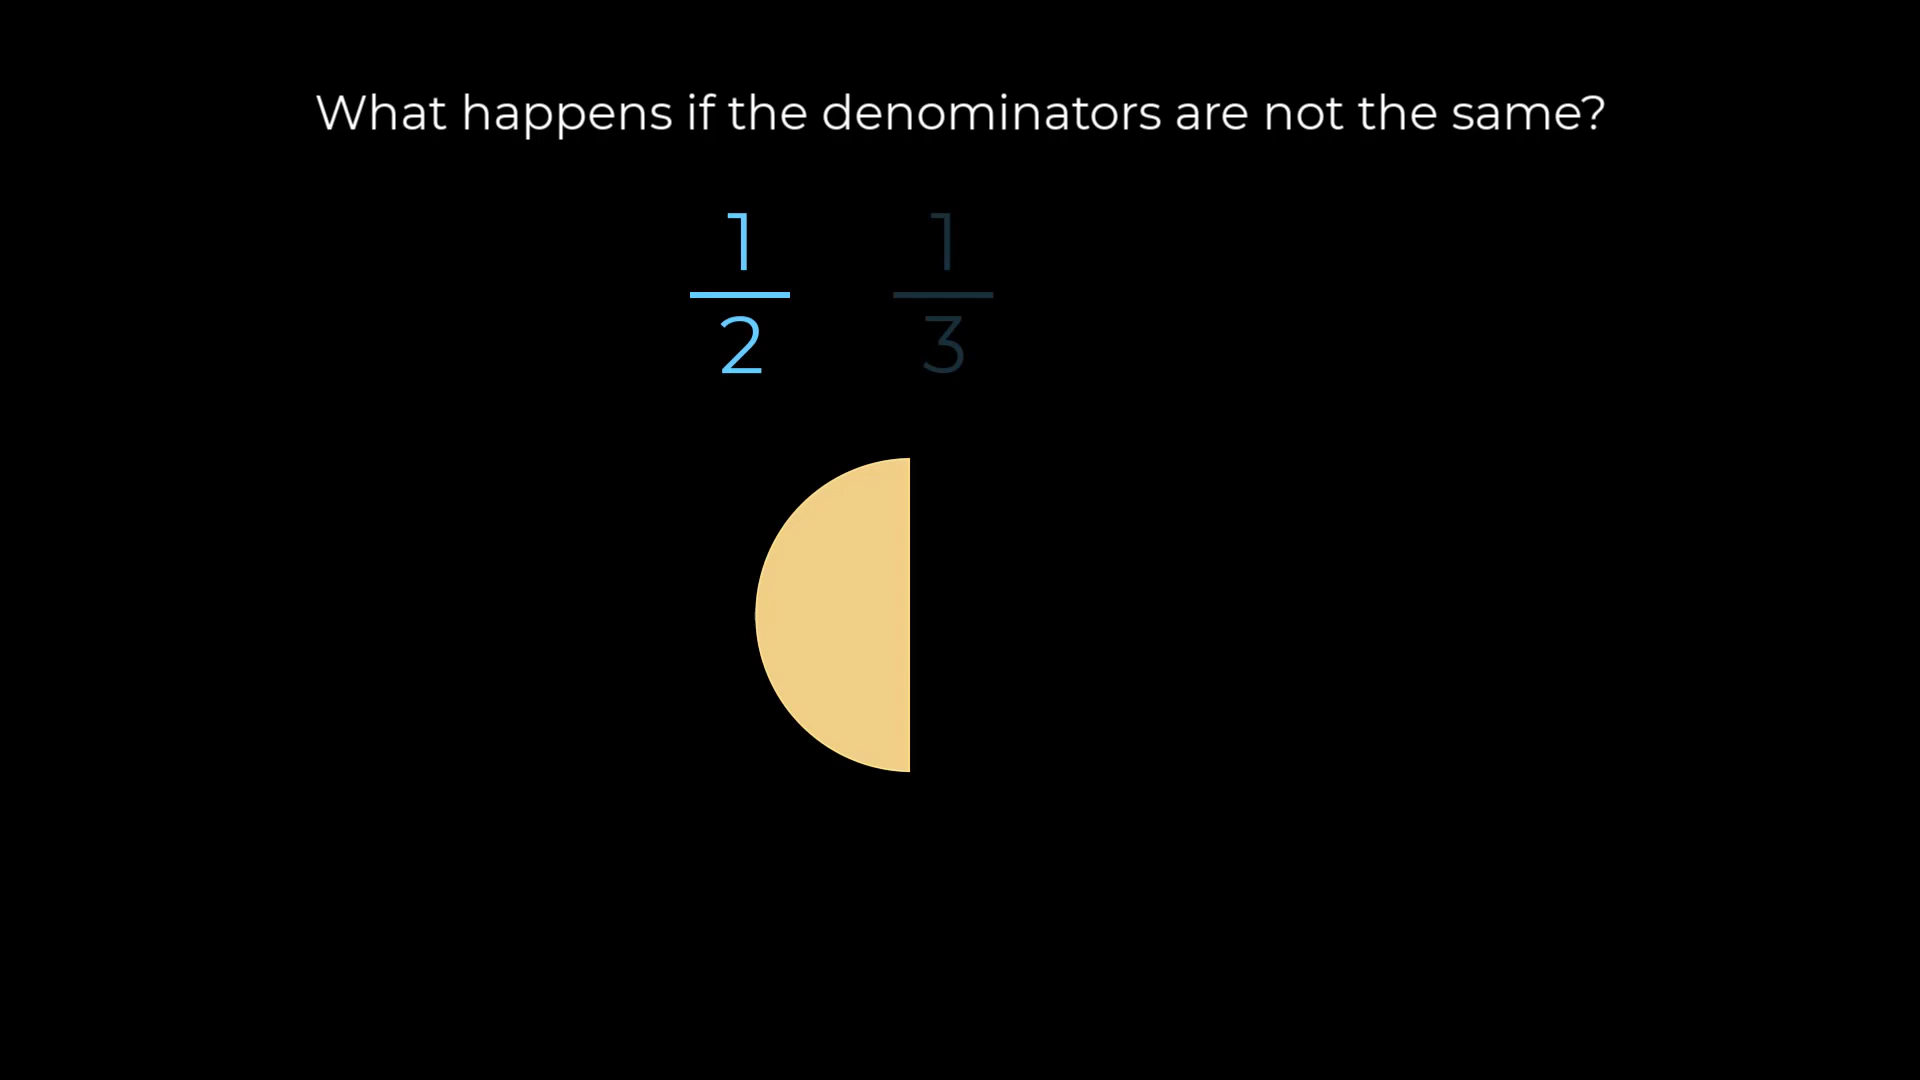 What happens if the denominators are not the same?
1 1
2 3